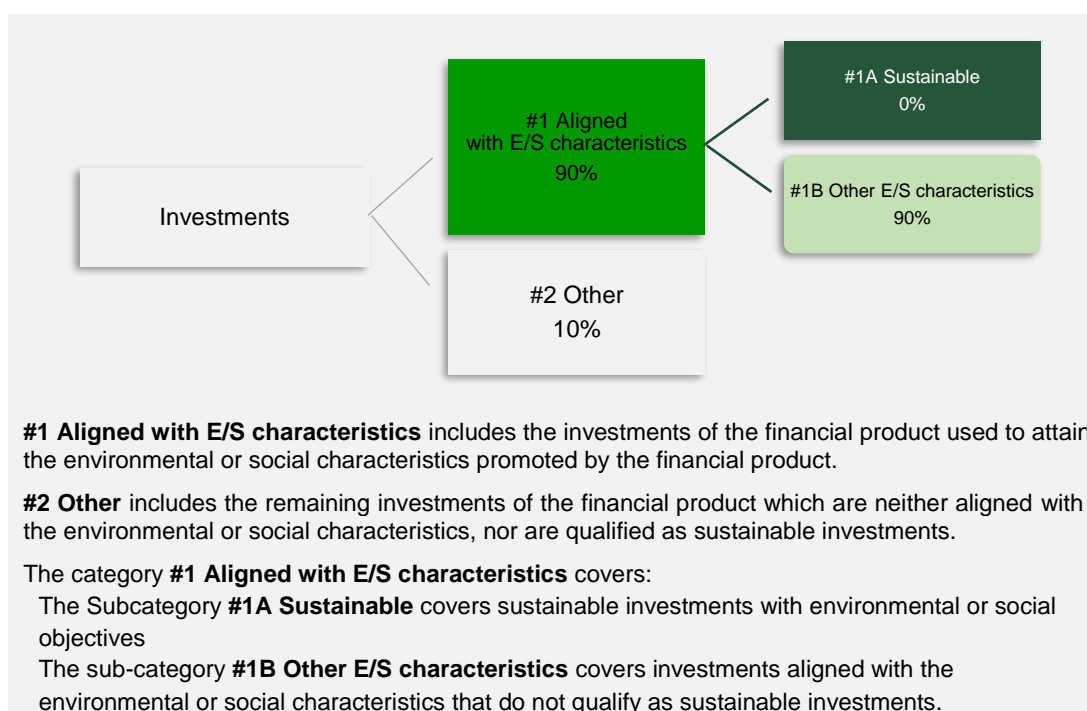 Investments
#1 Aligned
with E/S characteristics
90%
#2 Other
10%
#1A Sustainable
0%
#1B Other E/S characteristics
90%
#1 Aligned with E/S characteristics includes the investments of the financial product used to attain
the environmental or social characteristics promoted by the financial product.
#2 Other includes the remaining investments of the financial product which are neither aligned with
the environmental or social characteristics, nor are qualified as sustainable investments.
The category #1 Aligned with E/S characteristics covers:
The Subcategory #1A Sustainable covers sustainable investments with environmental or social
objectives
The sub-category #1B Other E/S characteristics covers investments aligned with the
environmental or social characteristics that do not qualify as sustainable investments.